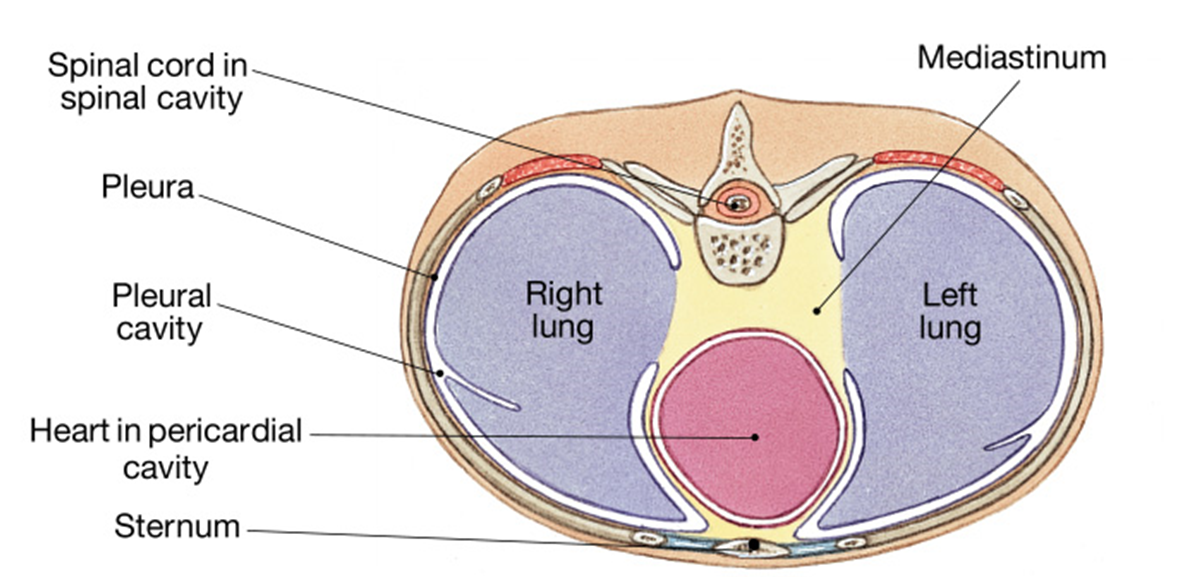 Spinal cord in
spinal cavity
Mediastinum
Pleura
Pleural
cavity
Right
lung
Left
lung
Heart in pericardial
cavity
Sternum